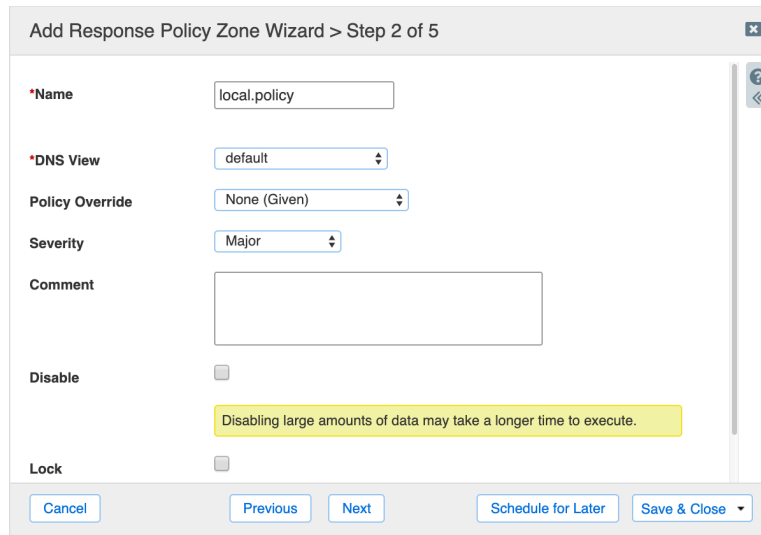 Add Response Policy Zone Wizard > Step 2 of 5
*Name
local.policy
*DNS View
default
Policy Override
None (Given)
Severity
Major
Comment
Disable
Disabling large amounts of data may take a longer time to execute.
Lock
Cancel
Previous
Next
Schedule for Later
Save & Close